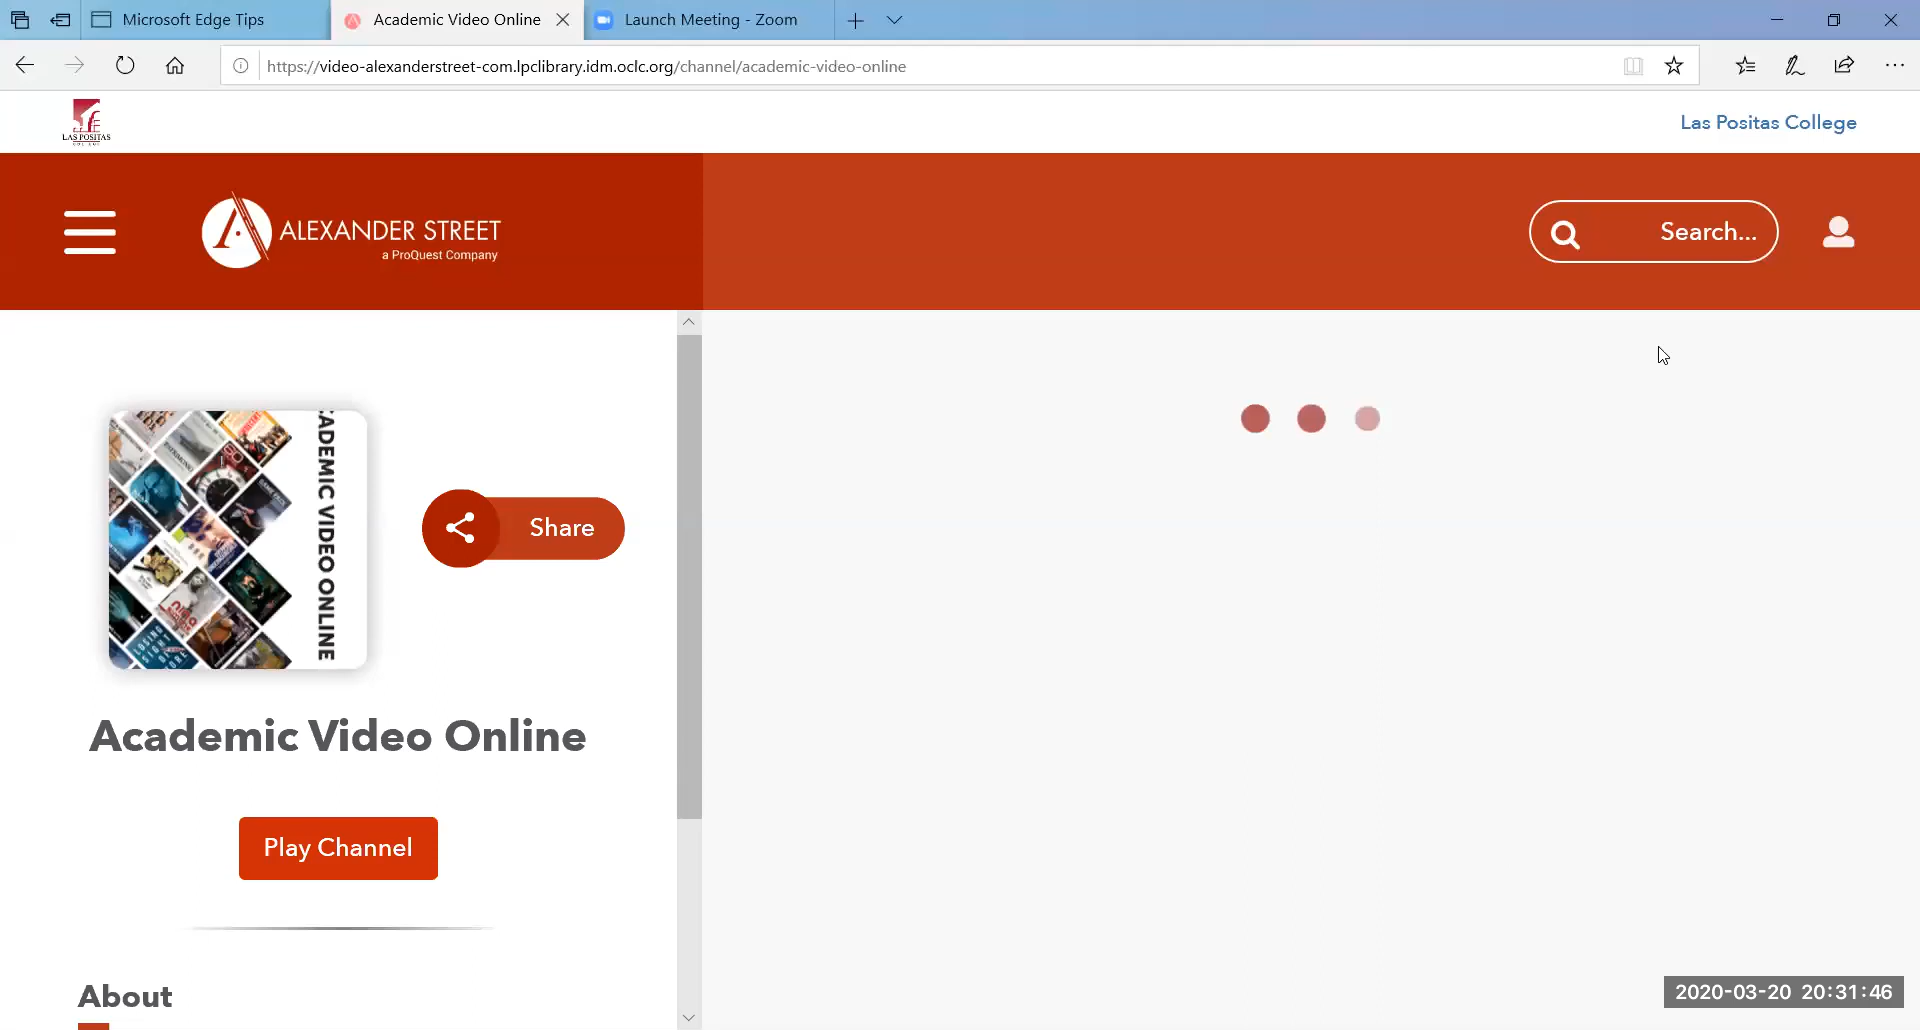 Microsoft Edge Tips
Academic Video Online
Launch Meeting - Zoom
https://video-alexanderstreet-com.lpclibrary.idm.oclc.org/channel/academic-video-online
LAS POSITAS
Las Positas College
ALEXANDER STREET
a ProQuest Company
Search...
ADEMIC VIDEO ONLINE
Share
Academic Video Online
Play Channel
About
2020-03-20 20:31:46